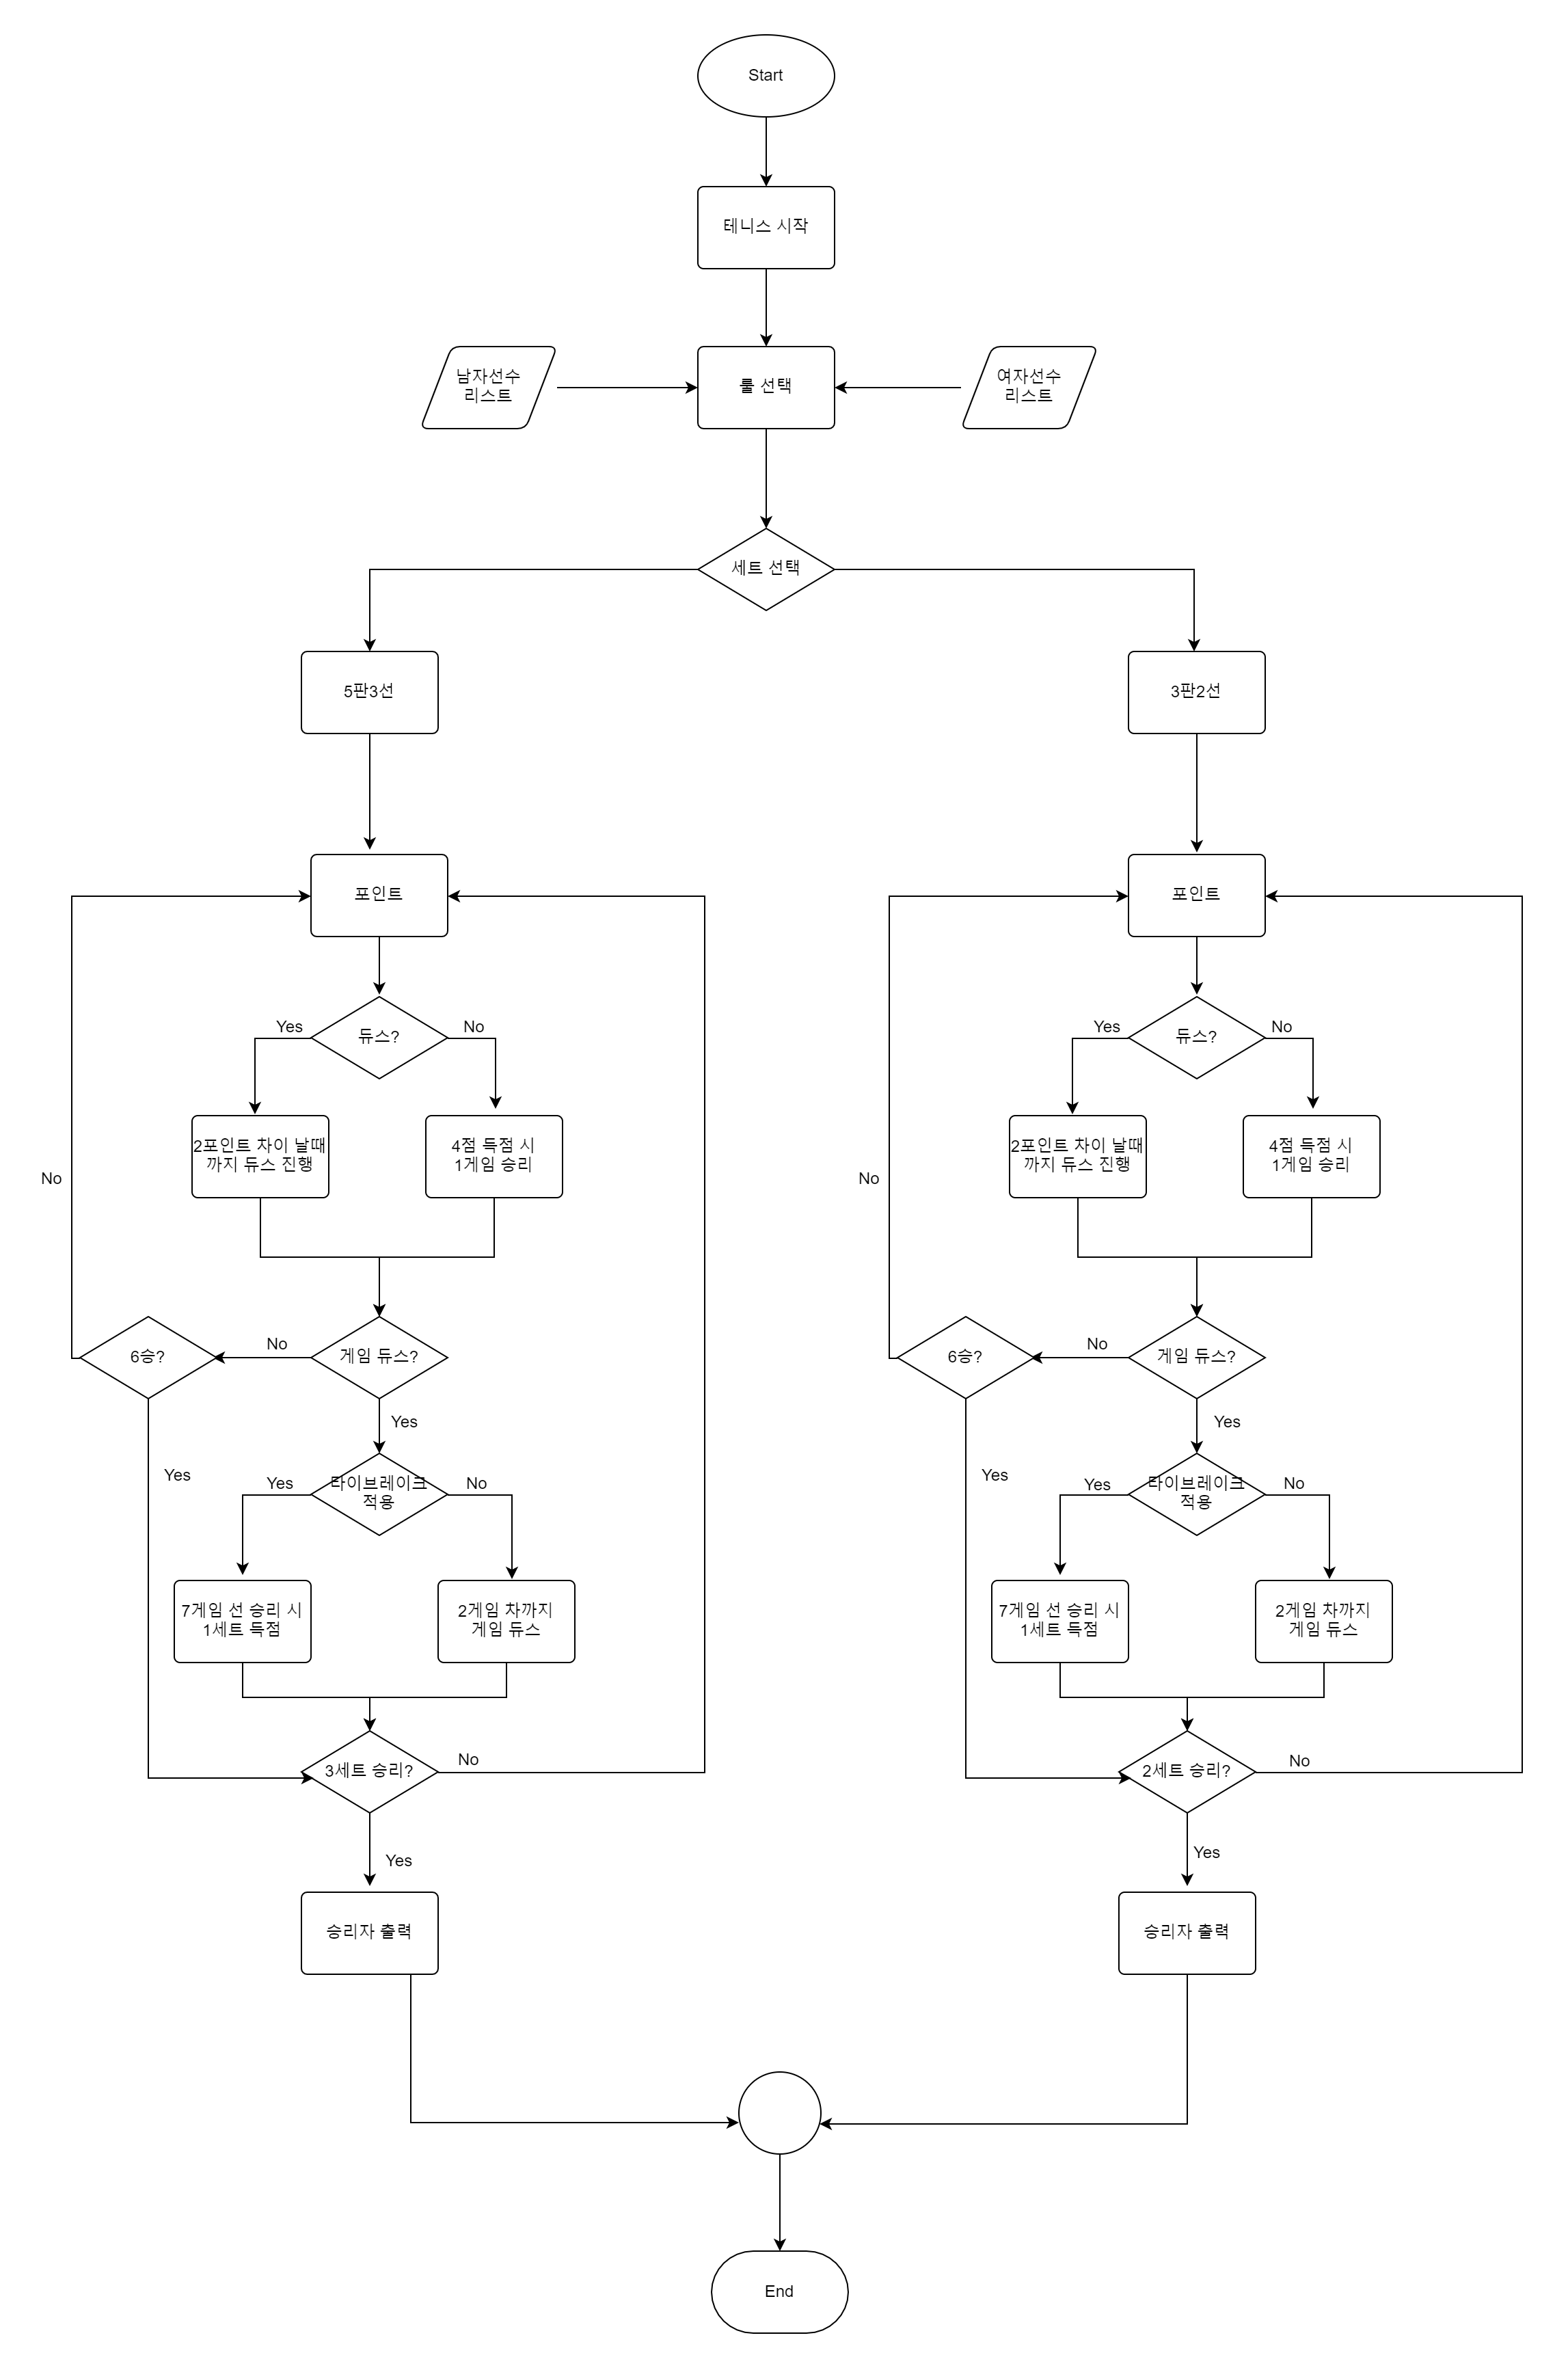 Start
테니스 시작
남자선수
리스트
룰 선택
여자선수
리스트
세트 선택
5판3선
3판2선
포인트
포인트
Yes
듀스?
No
Yes
듀스?
No
2포인트 차이 날때
까지 듀스 진행
4점 득점 시
1게임 승리
2포인트 차이 날때
까지 듀스 진행
4점 득점 시
1게임 승리
No
No
6승?
No
게임 듀스?
6승?
No
게임 듀스?
Yes
Yes
Yes
Yes
타이브레이크
적용
No
Yes
Yes
타이브레이크
적용
No
7게임 선 승리 시
1세트 득점
2게임 차까지
게임 듀스
7게임 선 승리 시
1세트 득점
2게임 차까지
게임 듀스
3세트 승리?
No
2세트 승리?
No
Yes
Yes
승리자 출력
승리자 출력
End